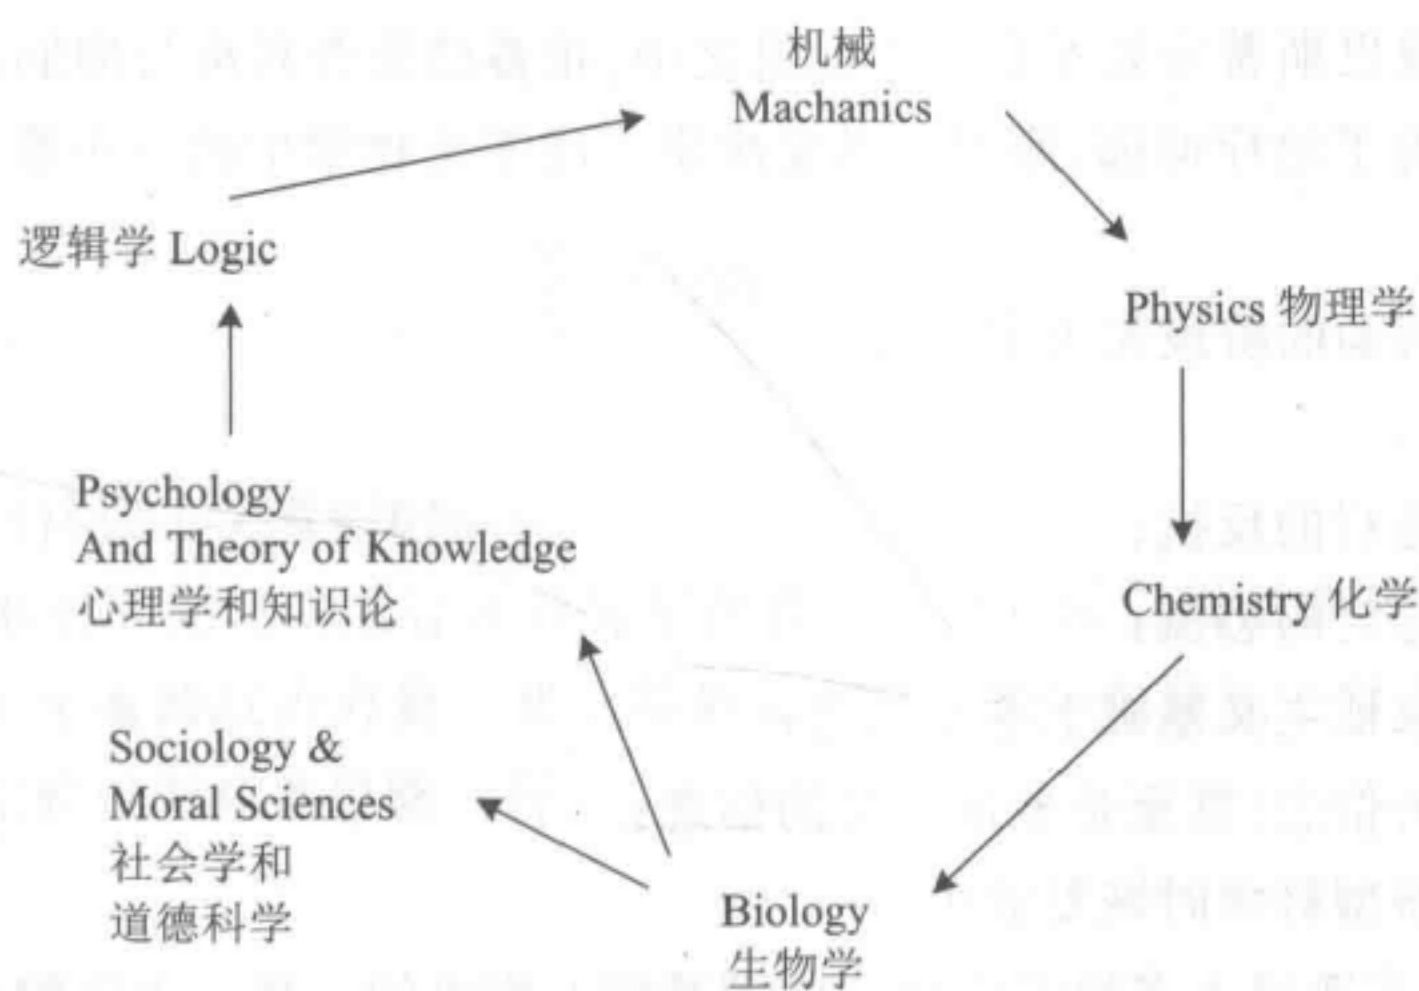 机械
Machanics
逻辑学 Logic
Physics 物理学
Psychology
And Theory of Knowledge
心理学和知识论
Chemistry 化学
Sociology &
Moral Sciences
社会学和
道德科学
Biology
生物学